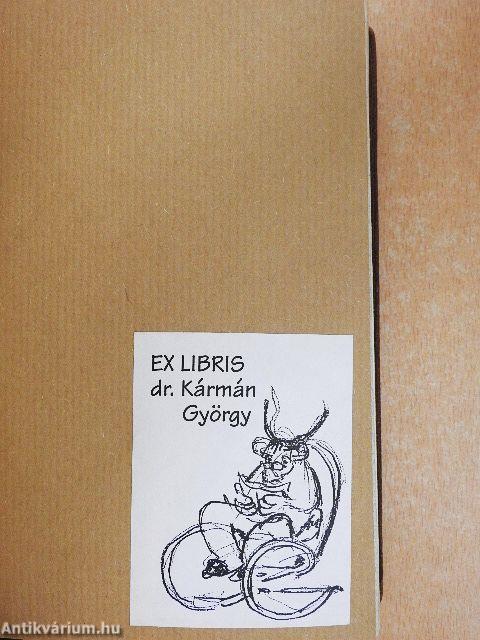 EX LIBRIS
dr. Kármán
György
Antikvárium.hu